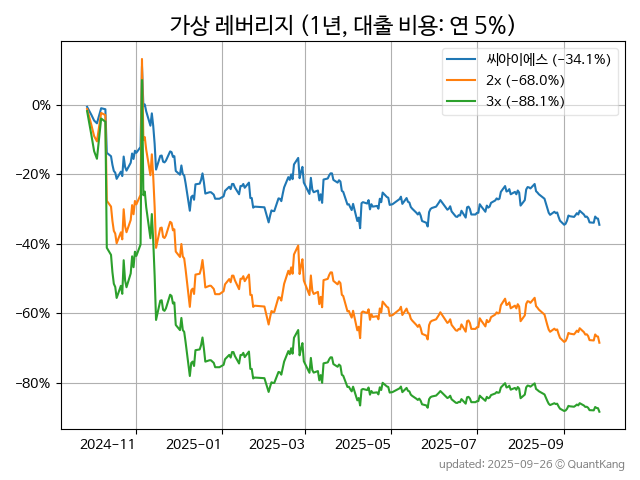 가상 레버리지 (1년, 대출 비용: 연 5%)
씨아이에스 (−34.1%)
2x (−68.0%)
3x (−88.1%)
0%
−20%
−40%
−60%
−80%
2024-11
2025-01
2025-03
2025-05
2025-07
2025-09
updated: 2025-09-26 © QuantKang